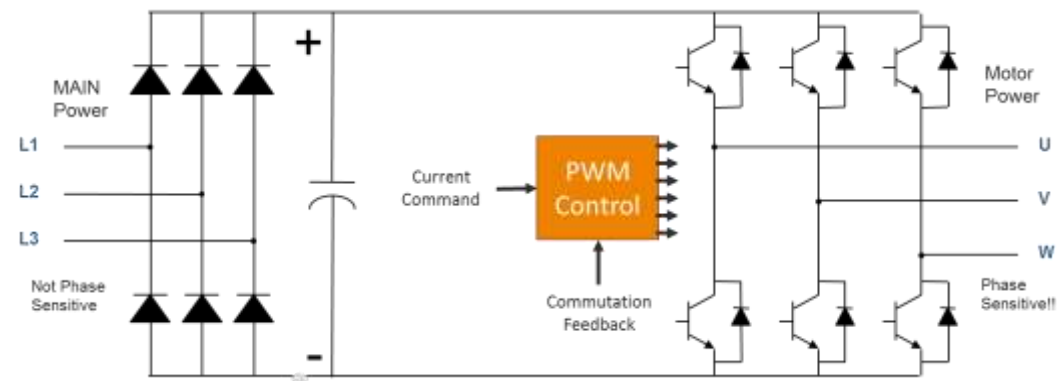 MAIN
Power
L1
L2
L3
Not Phase
Sensitive
+
-
Current
Command
PWM
Control
Commutation
Feedback
Motor
Power
U
V
W
Phase
Sensitive!!